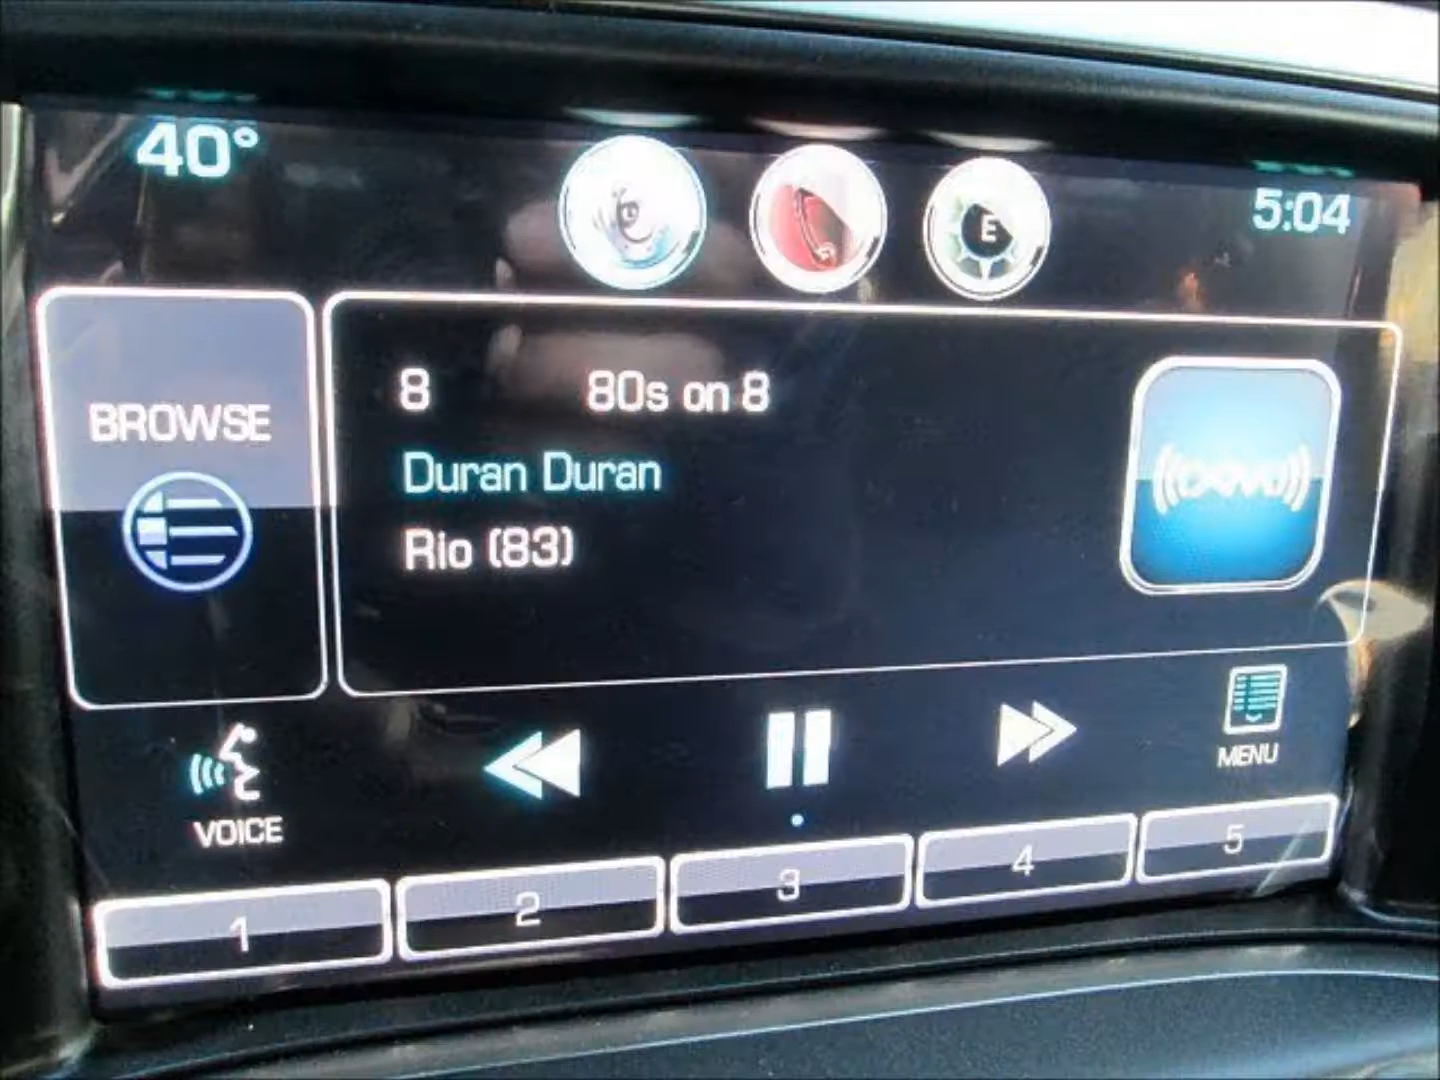 40°
5:04
E
BROWSE
8 80s on 8
Duran Duran
Rio (83)
((XM))
VOICE
MENU
1
2
3
4
5